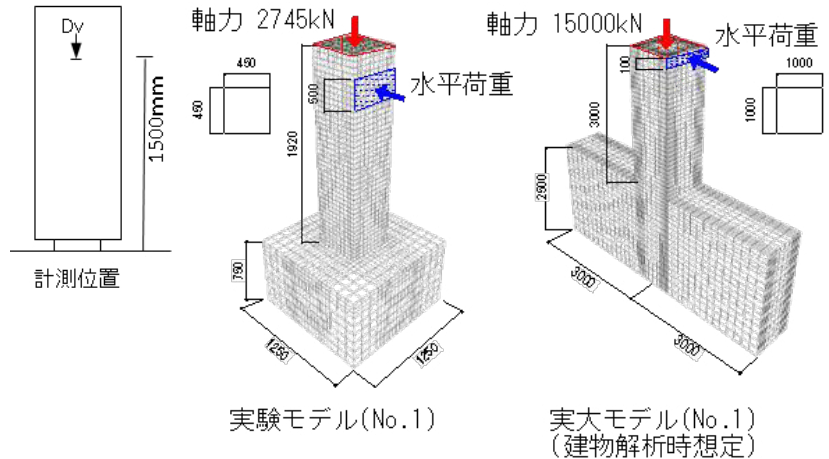 Dv
1500mm
計測位置
軸力 2745kN
450
450
500
水平荷重
1920
750
1250
1250
実験モデル(No.1)
軸力 15000kN
水平荷重
100
1000
1000
3000
2600
3000
3000
実大モデル(No.1)
(建物解析時想定)